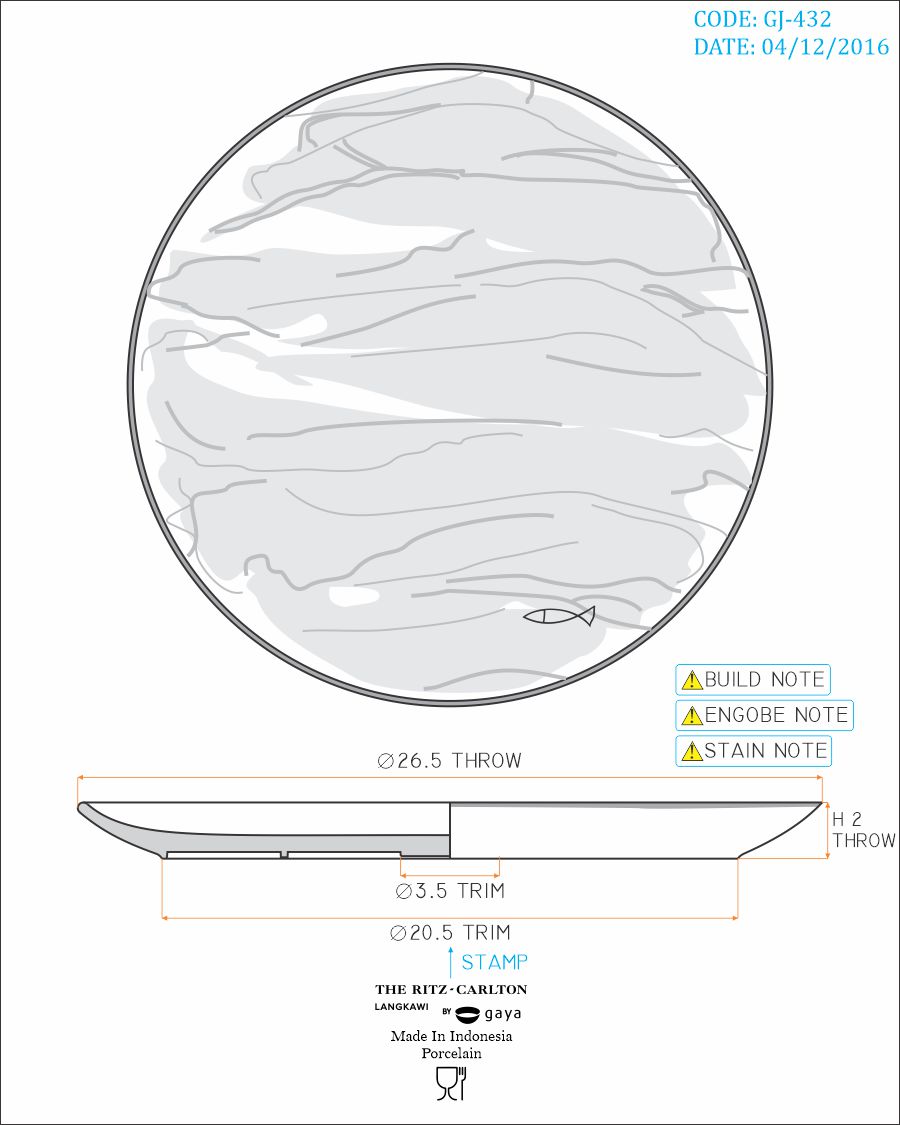 CODE: GJ-432
DATE: 04/12/2016
BUILD NOTE
ENGOBE NOTE
STAIN NOTE
∅26.5 THROW
H 2
THROW
∅3.5 TRIM
∅20.5 TRIM
STAMP
THE RITZ-CARLTON
LANGKAWI
BY gaya
Made In Indonesia
Porcelain